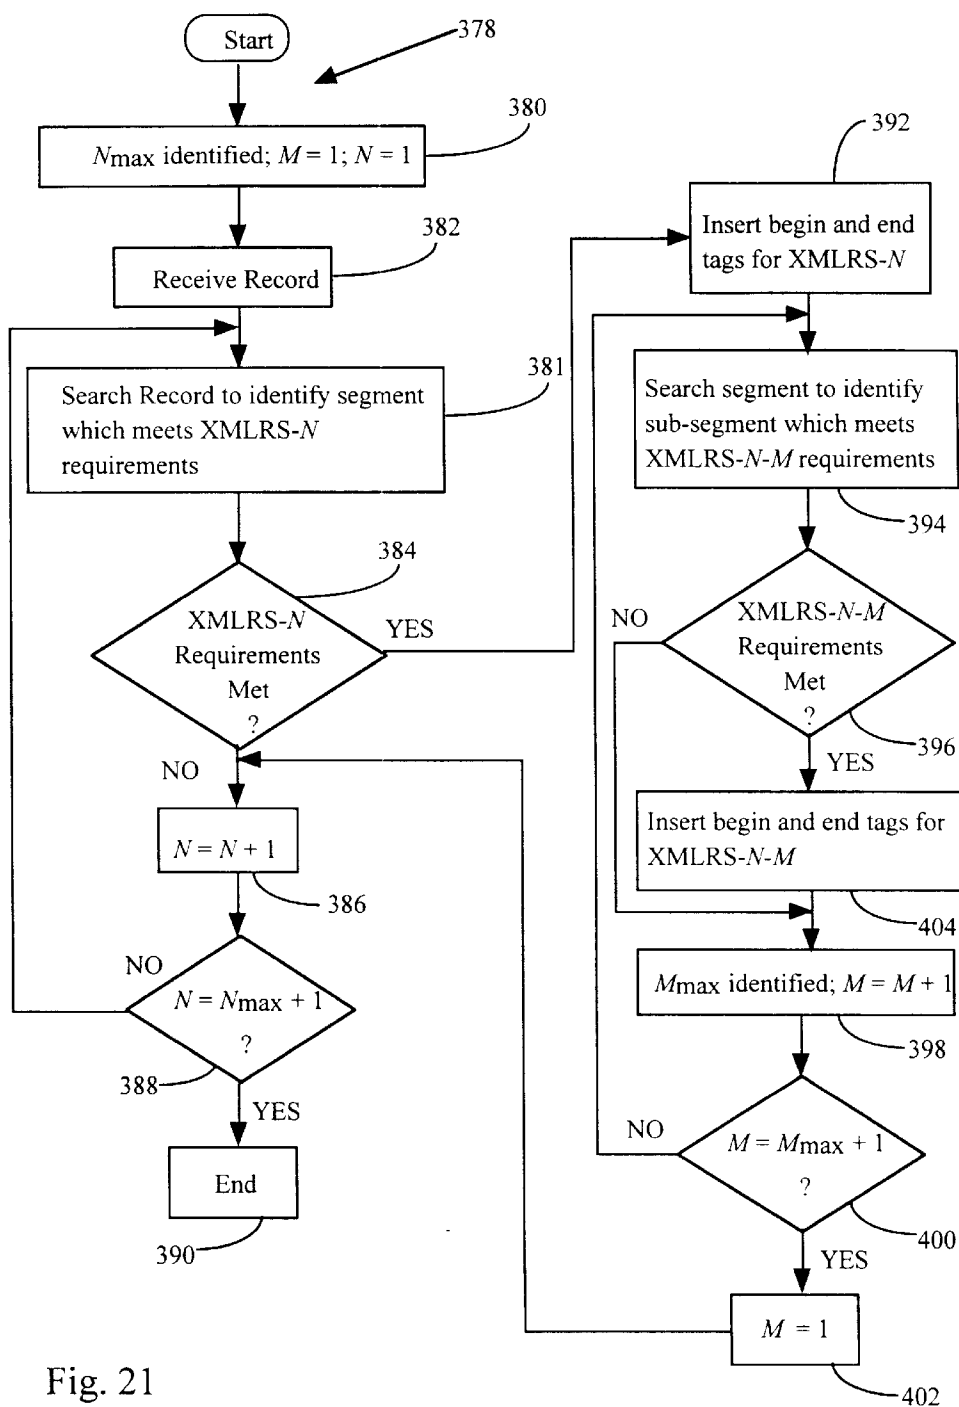 Start
378
380
Nmax identified; M = 1; N = 1
382
Receive Record
381
Search Record to identify segment
which meets XMLRS-N
requirements
384
XMLRS-N
Requirements
Met
?
YES
NO
N = N + 1
386
NO
N = Nmax + 1
?
388
YES
End
390
392
Insert begin and end
tags for XMLRS-N
Search segment to identify
sub-segment which meets
XMLRS-N-M requirements
394
NO
XMLRS-N-M
Requirements
Met
?
396
YES
Insert begin and end tags for
XMLRS-N-M
404
Mmax identified; M = M + 1
398
NO
M = Mmax + 1
?
400
YES
M = 1
402
Fig. 21